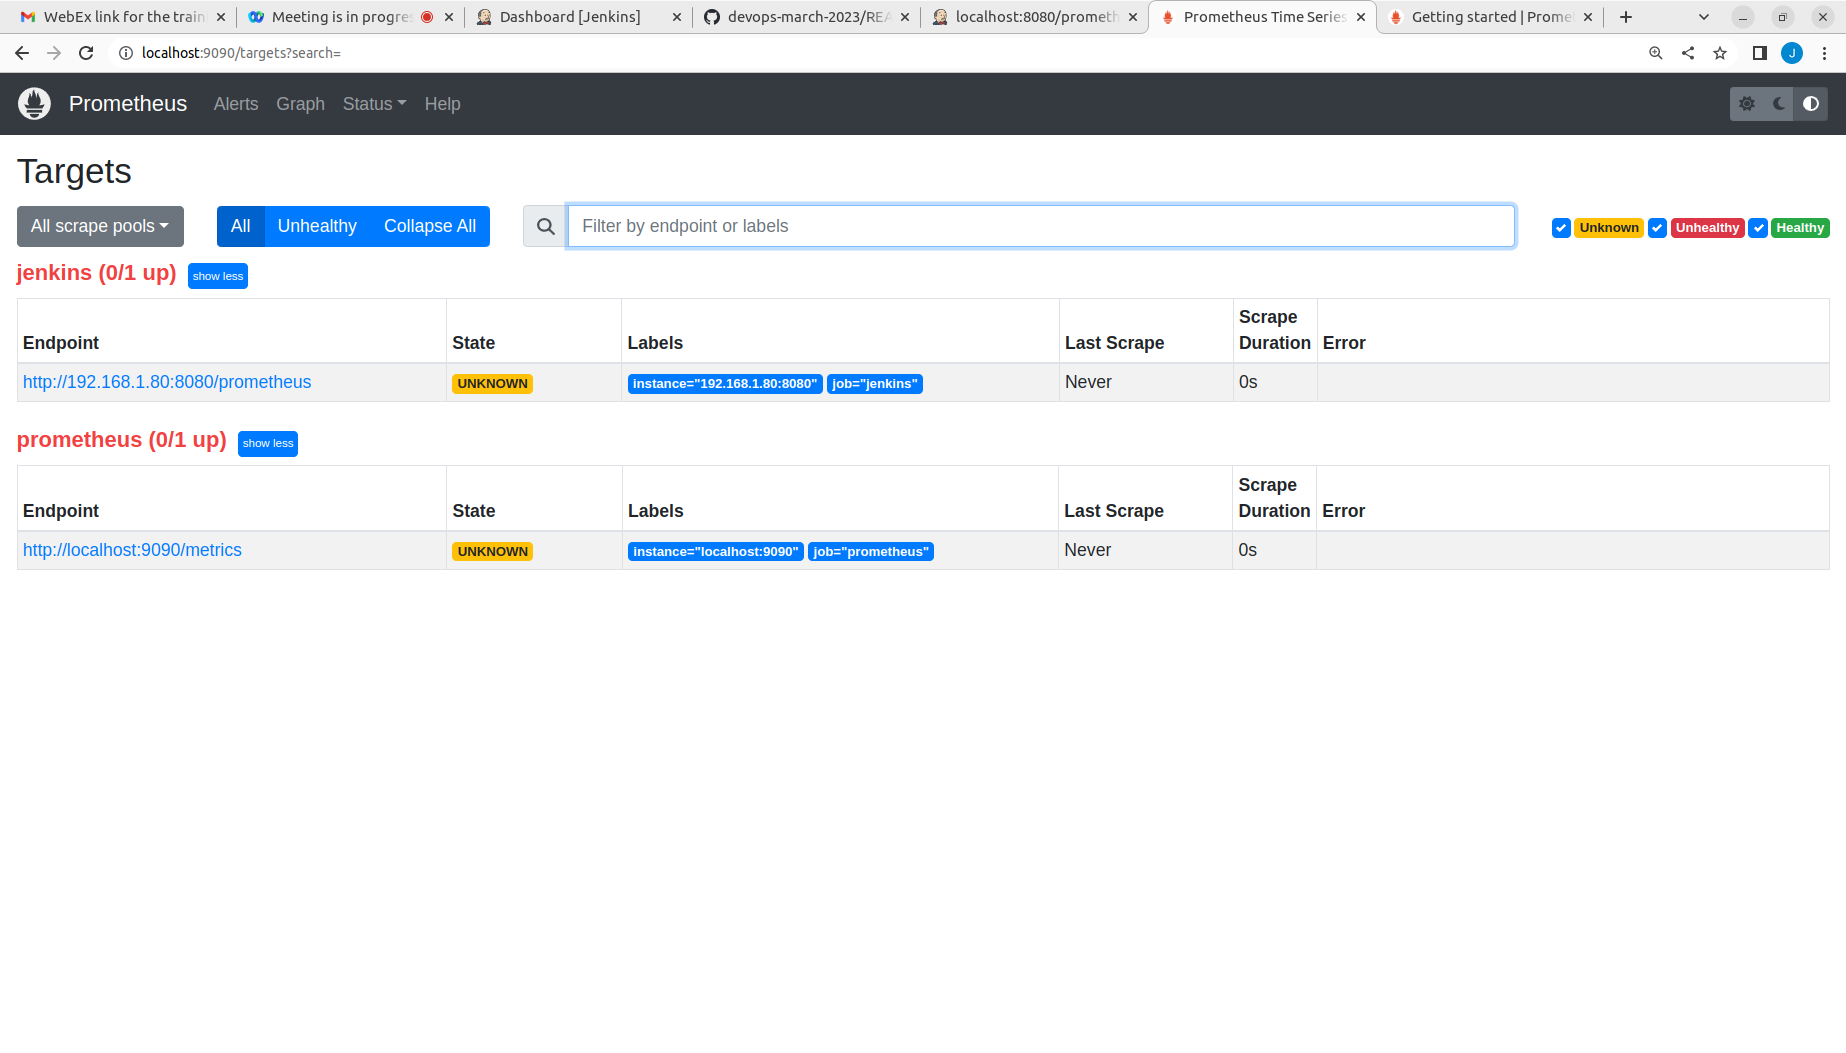 WebEx link for the train
Meeting is in progres
Dashboard [Jenkins]
devops-march-2023/REA
localhost:8080/prometh
Prometheus Time Series
Getting started | Prome
localhost:9090/targets?search=
J
Prometheus Alerts Graph Status Help
Targets
All scrape pools
All Unhealthy Collapse All
Filter by endpoint or labels
Unknown Unhealthy Healthy
jenkins (0/1 up) show less
Endpoint State Labels Last Scrape Scrape Duration Error
http://192.168.1.80:8080/prometheus UNKNOWN instance="192.168.1.80:8080" job="jenkins" Never 0s
prometheus (0/1 up) show less
Endpoint State Labels Last Scrape Scrape Duration Error
http://localhost:9090/metrics UNKNOWN instance="localhost:9090" job="prometheus" Never 0s